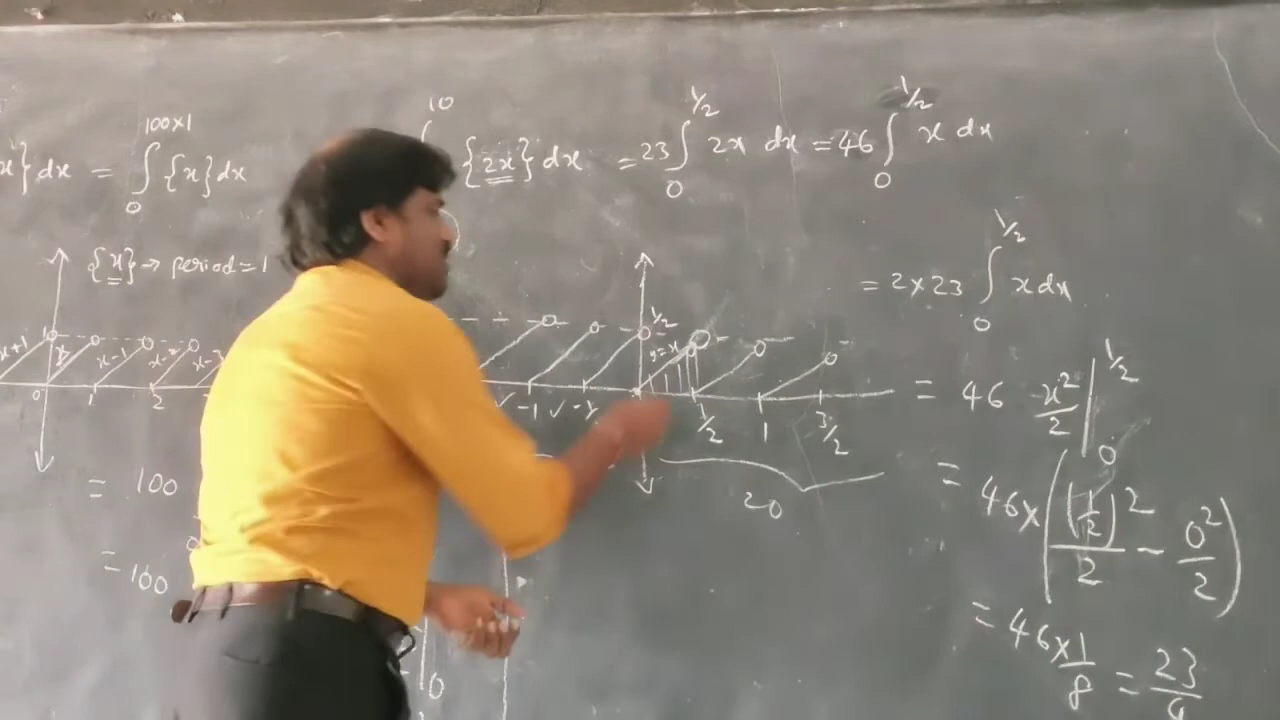 x} dx = ∫₀^{100×1} {x} dx
10
{2x} dx = 23 ∫₀^{1/2} 2x dx = 46 ∫₀^{1/2} x dx
= 2×23 ∫₀^{1/2} x dx
{x} → period = 1
x+1 1 x x-1 x-2 x-3
0 1 2
1/2 y=x
-1 1/2 1 3/2
20
= 46 x²/2 |₀^{1/2}
= 100
= 46×((1/2)²/2 - 0²/2)
= 100
= 46×1/8 = 23/4
0